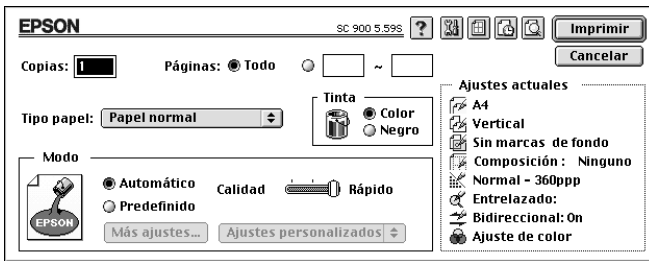 EPSON
SC 900 5.59S
?
Imprimir
Cancelar
Copias: 1
Páginas: Todo
~
Tipo papel: Papel normal
Tinta
Color
Negro
Modo
EPSON
Automático
Predefinido
Calidad
Rápido
Más ajustes...
Ajustes personalizados
Ajustes actuales
A4
Vertical
Sin marcas de fondo
Composición : Ninguno
Normal - 360ppp
Entrelazado:
Bidireccional: On
Ajuste de color